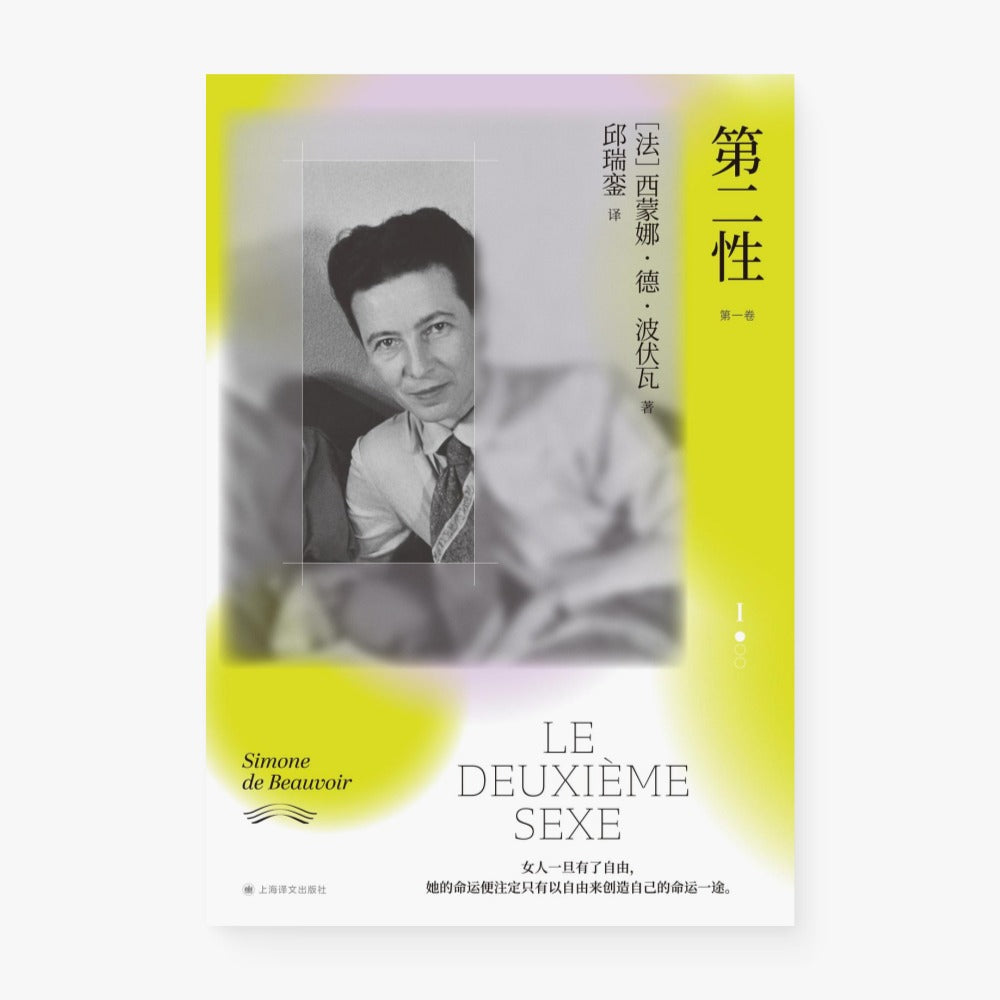 第二性
第一卷
[法] 西蒙娜·德·波伏瓦 著
邱瑞銮 译
I
Simone
de Beauvoir
LE
DEUXIÈME
SEXE
女人一旦有了自由,
她的命运便注定只有以自由来创造自己的命运一途。
上海译文出版社